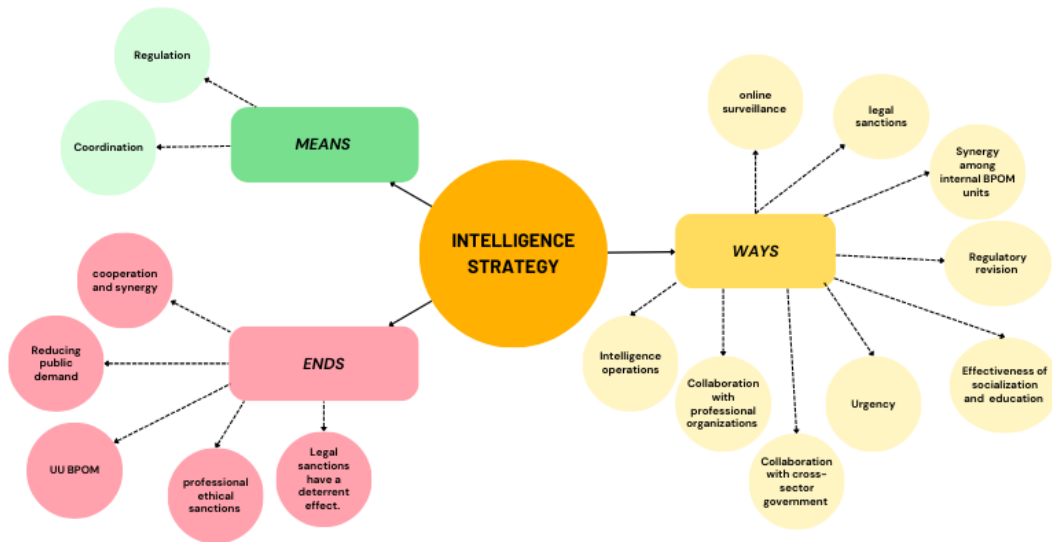 Regulation
Coordination
MEANS
INTELLIGENCE
STRATEGY
cooperation
and synergy
Reducing
public
demand
UU BPOM
professional
ethical
sanctions
Legal
sanctions
have a
deterrent
effect.
ENDS
online
surveillance
legal
sanctions
Synergy
among
internal BPOM
units
Regulatory
revision
WAYS
Effectiveness of
socialization
and education
Urgency
Collaboration
with cross-
sector
government
Collaboration
with
professional
organizations
Intelligence
operations